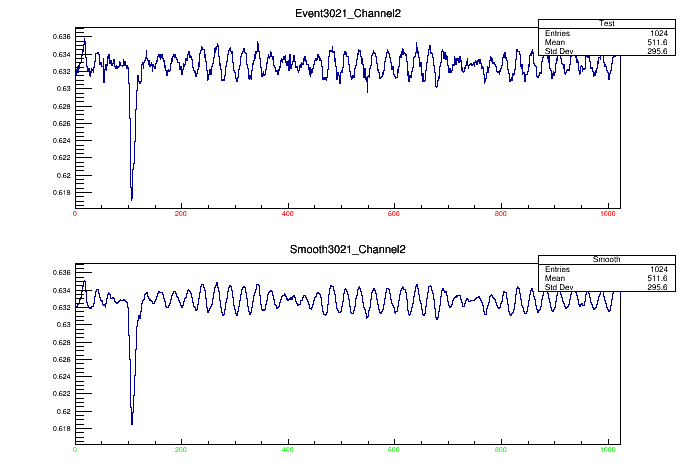 Event3021_Channel2
Test
Entries 1024
Mean 511.6
Std Dev 295.6
0.636
0.634
0.632
0.63
0.628
0.626
0.624
0.622
0.62
0.618
0 200 400 600 800 1000
Smooth3021_Channel2
Smooth
Entries 1024
Mean 511.6
Std Dev 295.6
0.636
0.634
0.632
0.63
0.628
0.626
0.624
0.622
0.62
0.618
0 200 400 600 800 1000